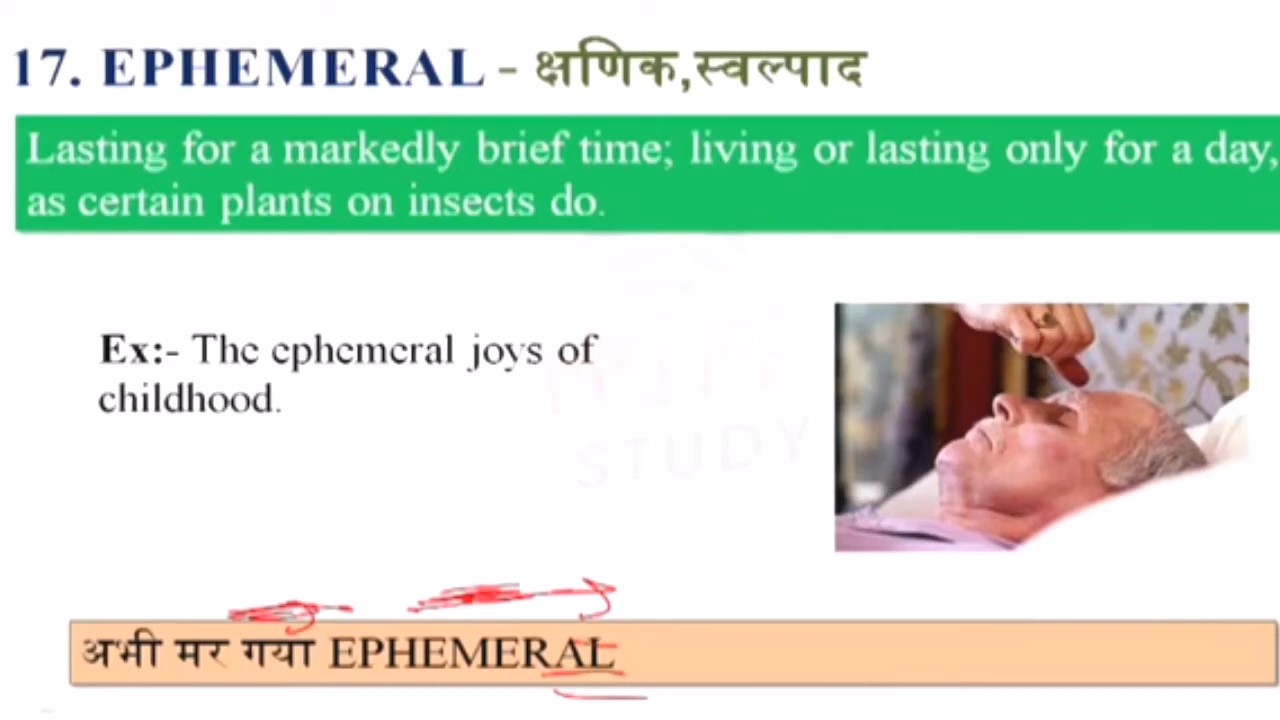 17. EPHEMERAL - क्षणिक,स्वल्पाद
Lasting for a markedly brief time; living or lasting only for a day,
as certain plants on insects do.
Ex:- The ephemeral joys of
childhood.
STUDY
अभी मर गया EPHEMERAL